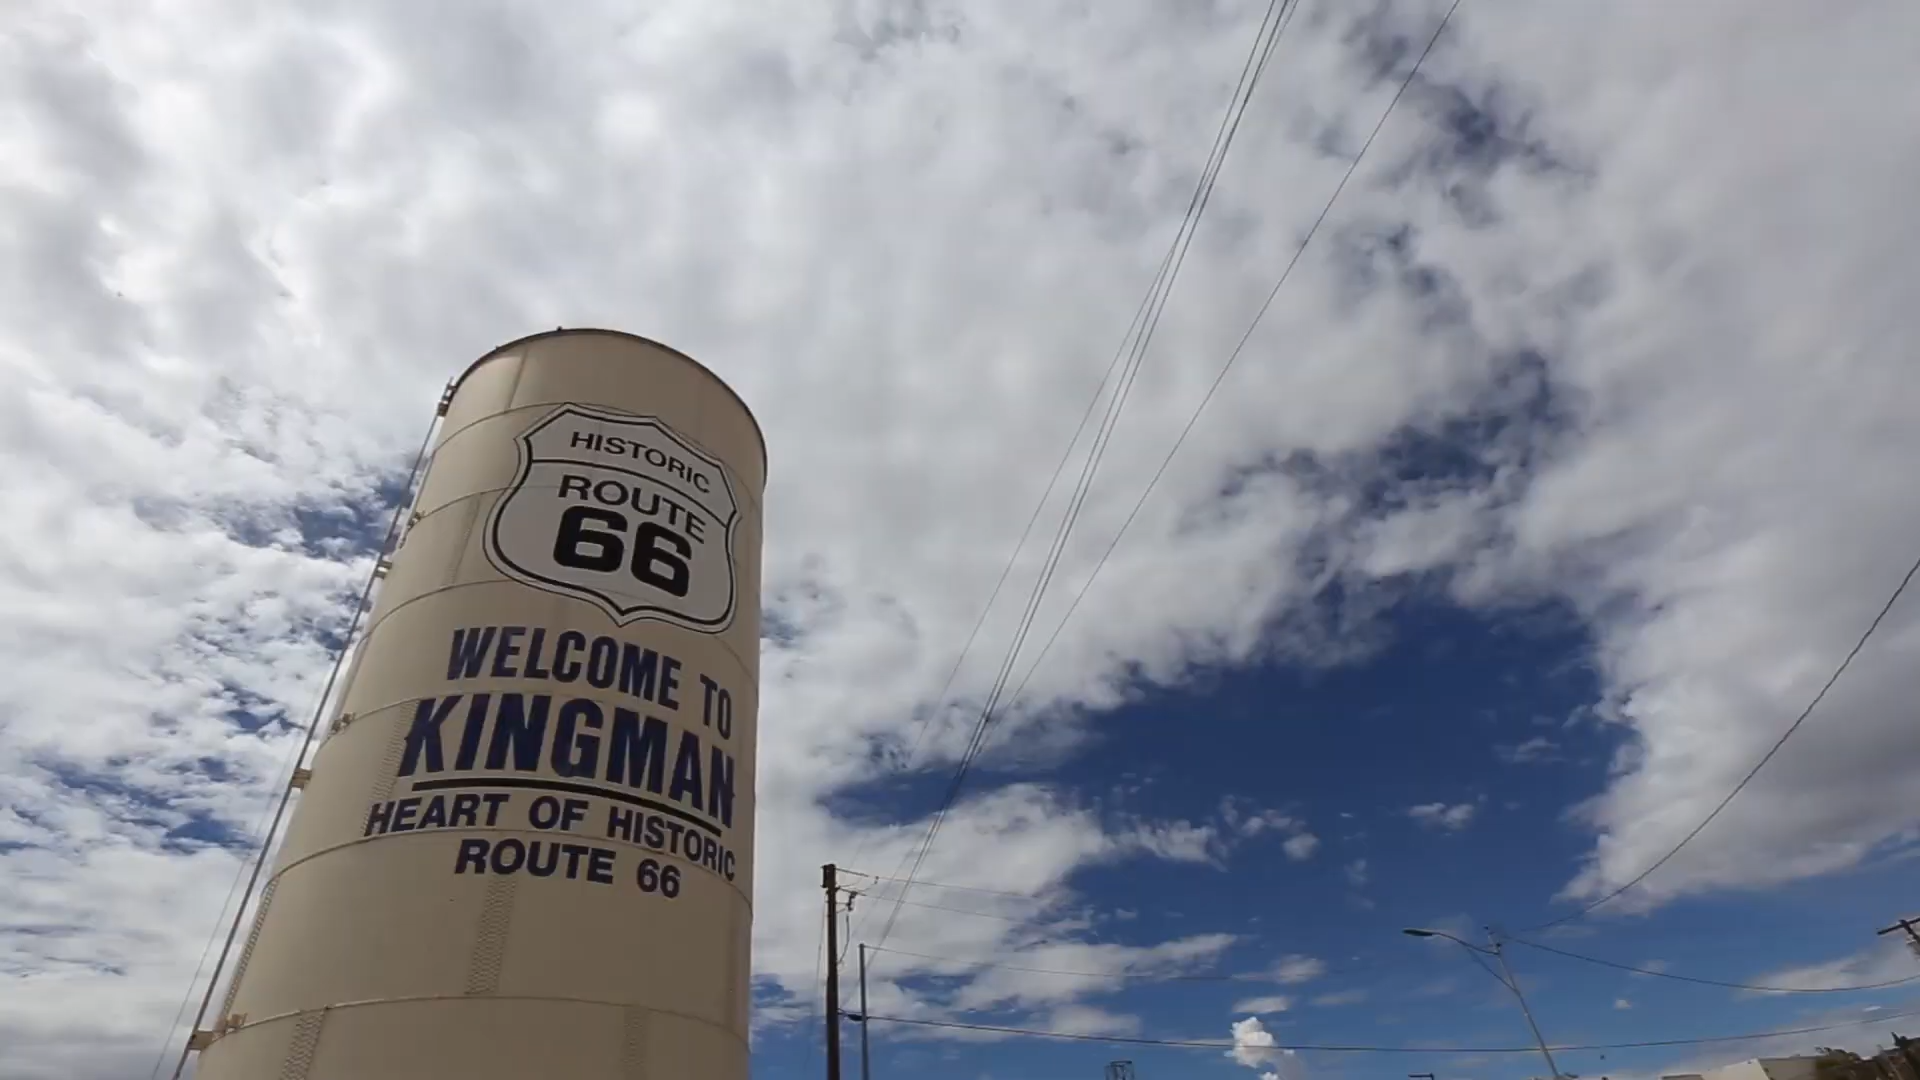 HISTORIC
ROUTE
66
WELCOME TO
KINGMAN
HEART OF HISTORIC
ROUTE 66